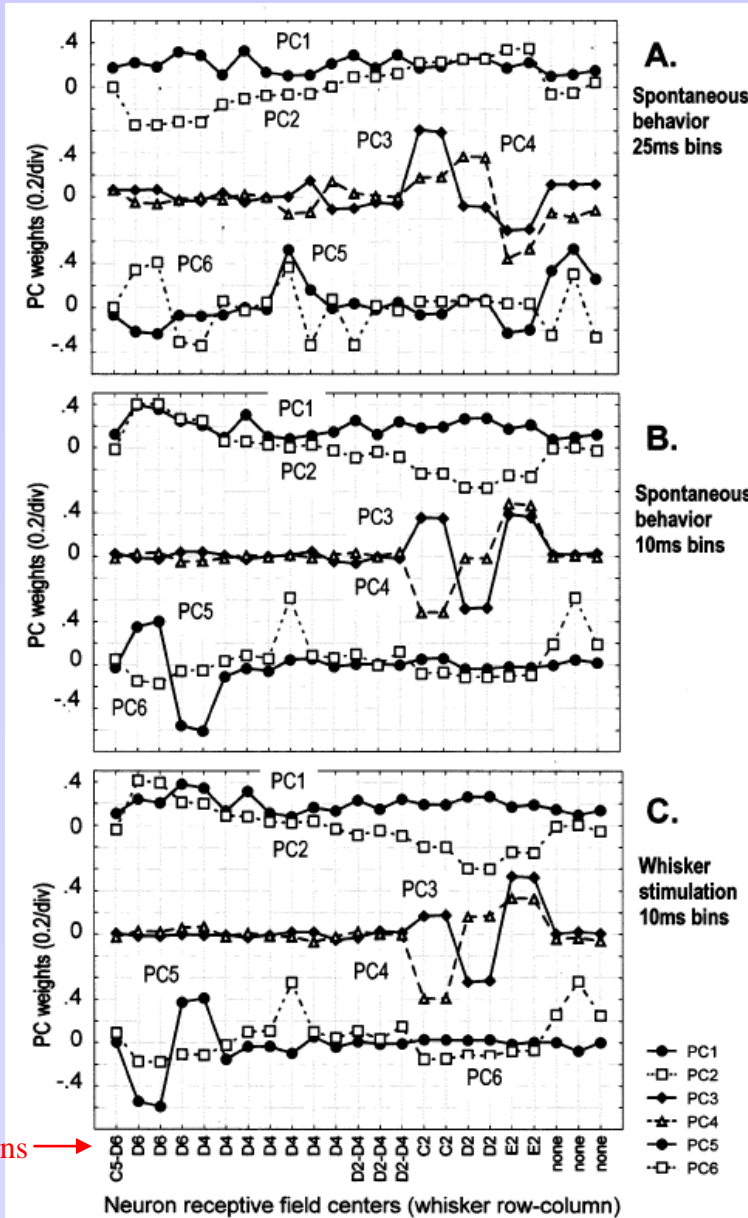 .4
0
.4
0
.4
0
-.4
PC weights (0.2/div)
PC1
PC2
PC3
PC4
PC6
PC5
A.
Spontaneous
behavior
25ms bins
.4
0
.4
0
.4
0
-.4
PC weights (0.2/div)
PC1
PC2
PC3
PC4
PC5
PC6
B.
Spontaneous
behavior
10ms bins
.4
0
.4
0
.4
0
-.4
PC weights (0.2/div)
PC1
PC2
PC3
PC4
PC5
PC6
C.
Whisker
stimulation
10ms bins
PC1
PC2
PC3
PC4
PC5
PC6
ns
C5-D6
D6
D6
D6
D4
D4
D4
D4
D4
D4
D4
D2-D4
D2-D4
D2-D4
C2
C2
D2
D2
E2
E2
none
none
none
Neuron receptive field centers (whisker row-column)